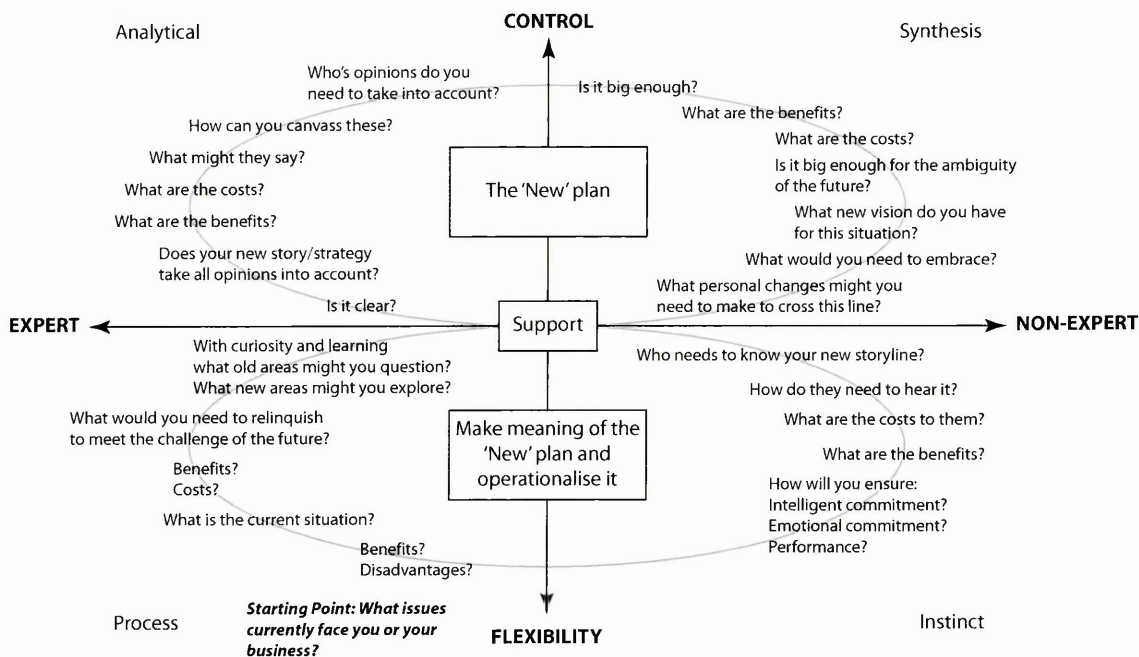 CONTROL
Analytical
Synthesis
Who's opinions do you
need to take into account?
Is it big enough?
How can you canvass these?
What are the benefits?
What might they say?
What are the costs?
What are the costs?
Is it big enough for the ambiguity
of the future?
The 'New' plan
What are the benefits?
What new vision do you have
for this situation?
Does your new story/strategy
take all opinions into account?
What would you need to embrace?
Is it clear?
What personal changes might you
need to make to cross this line?
EXPERT
Support
NON-EXPERT
With curiosity and learning
what old areas might you question?
What new areas might you explore?
Who needs to know your new storyline?
How do they need to hear it?
What would you need to relinquish
to meet the challenge of the future?
Make meaning of the
'New' plan and
operationalise it
What are the costs to them?
What are the benefits?
Benefits?
Costs?
What is the current situation?
How will you ensure:
Intelligent commitment?
Emotional commitment?
Performance?
Benefits?
Disadvantages?
Process
Starting Point: What issues
currently face you or your
business?
FLEXIBILITY
Instinct